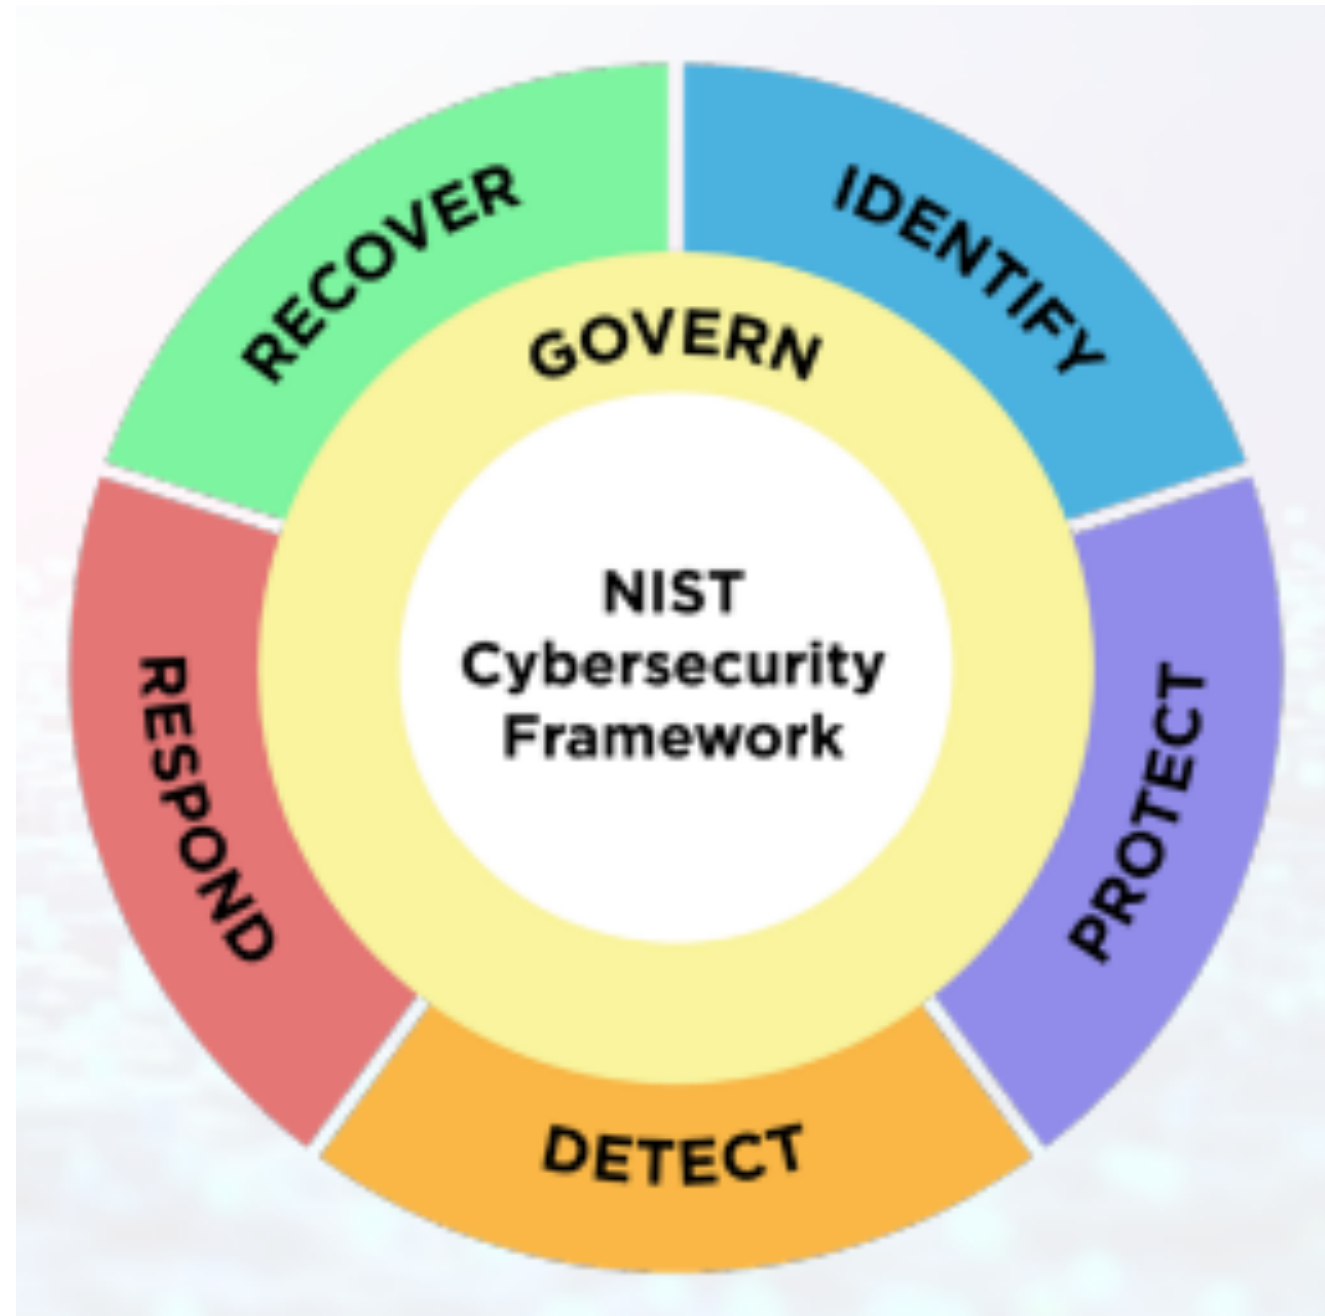 RECOVER
IDENTIFY
GOVERN
NIST
Cybersecurity
Framework
RESPOND
PROTECT
DETECT